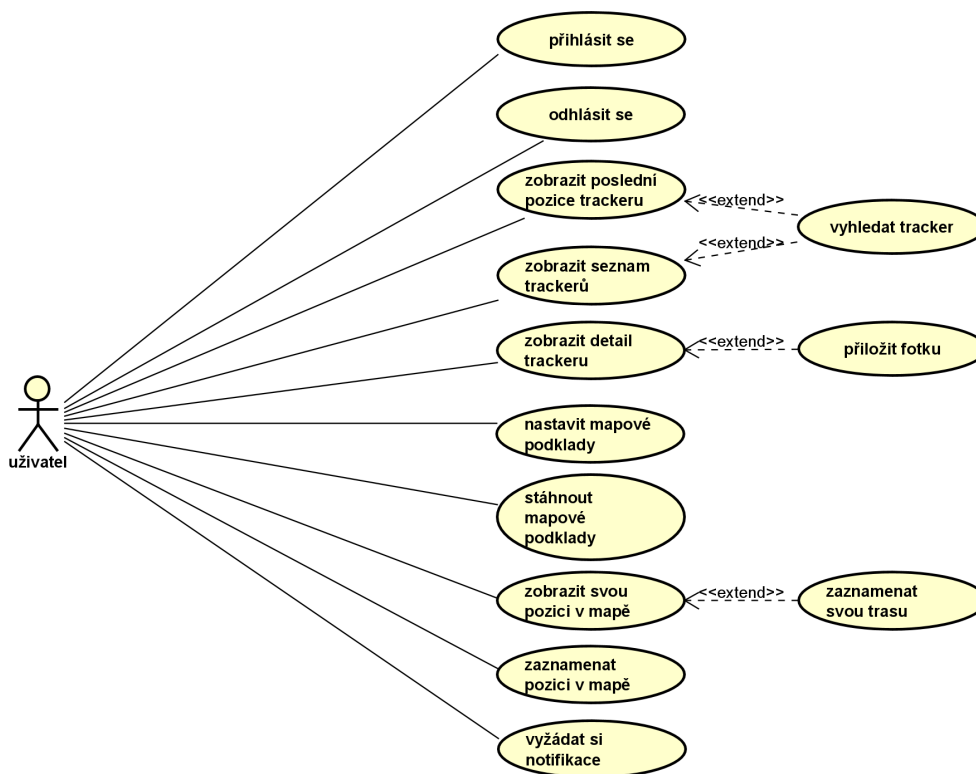 přihlásit se
odhlásit se
zobrazit poslední
pozice trackeru
<<extend>>
vyhledat tracker
<<extend>>
zobrazit seznam
trackerů
zobrazit detail
trackeru
<<extend>>
přiložit fotku
uživatel
nastavit mapové
podklady
stáhnout
mapové
podklady
zobrazit svou
pozici v mapě
<<extend>>
zaznamenat
svou trasu
zaznamenat
pozici v mapě
vyžádat si
notifikace